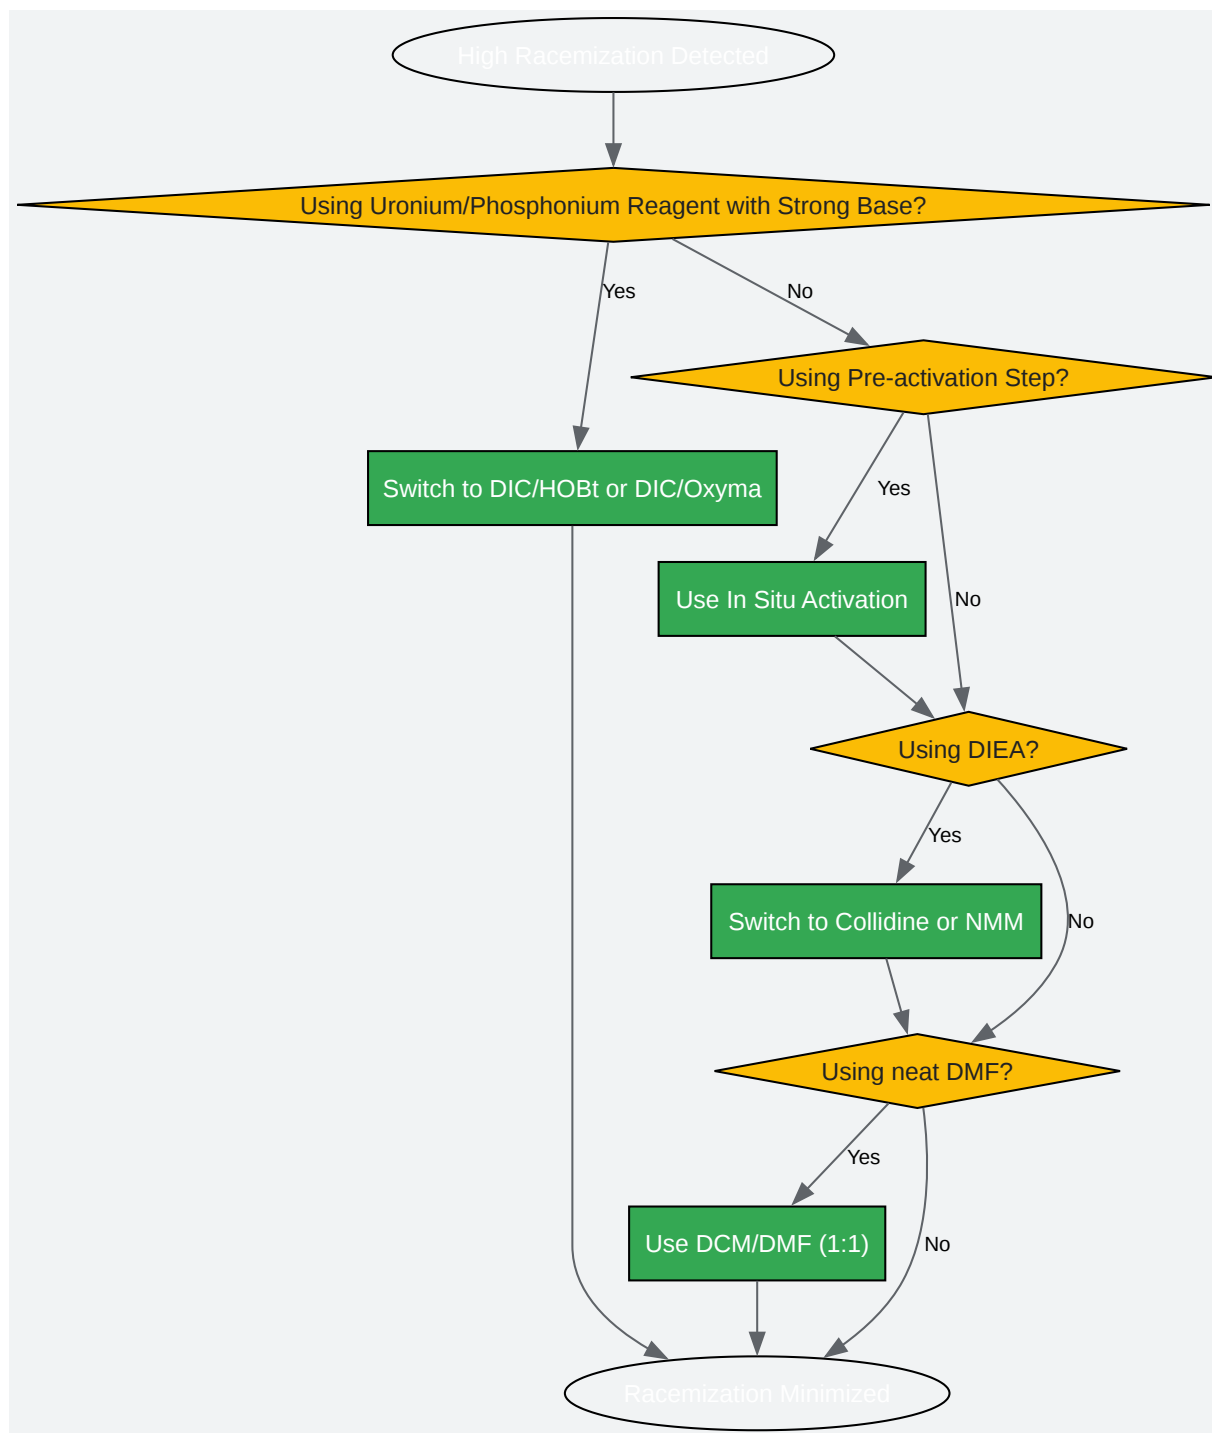 High Racemization Detected
Using Uronium/Phosphonium Reagent with Strong Base?
Yes
No
Using Pre-activation Step?
Switch to DIC/HOBt or DIC/Oxyma
Yes
Use In Situ Activation
No
Using DIEA?
Yes
Switch to Collidine or NMM
No
Using neat DMF?
Yes
Use DCM/DMF (1:1)
No
Racemization Minimized